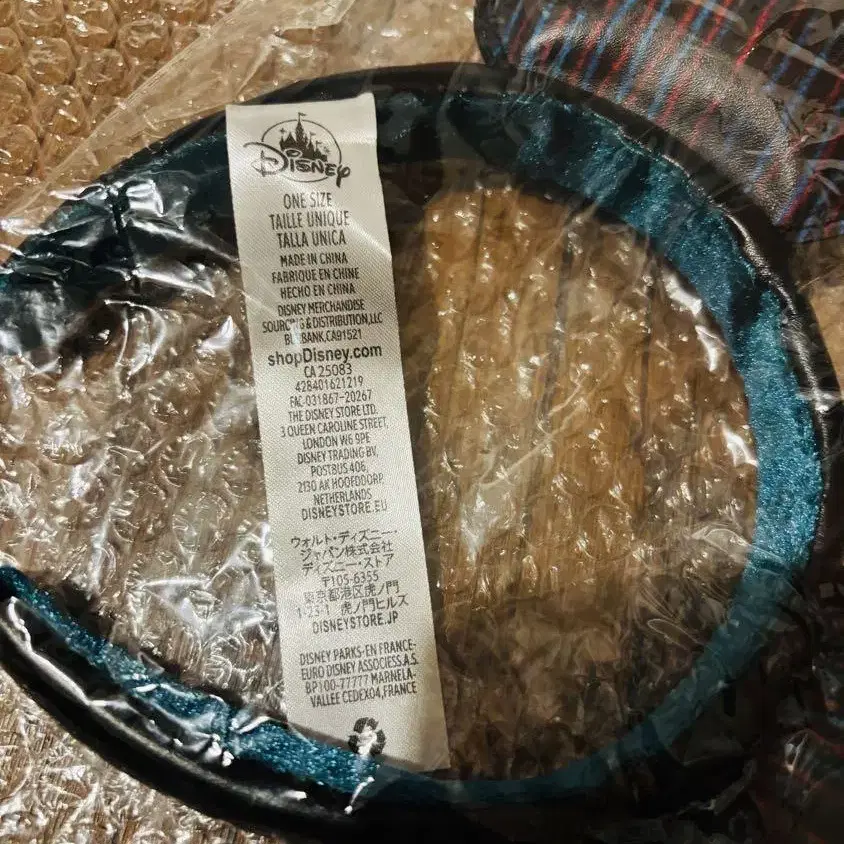 Disney
ONE SIZE
TAILLE UNIQUE
TALLA UNICA
MADE IN CHINA
FABRIQUE EN CHINE
HECHO EN CHINA
DISNEY MERCHANDISE
SOURCING & DISTRIBUTION, LLC
BURBANK, CA 91521
shopDisney.com
CA 25083
428401621219
FAC-031867-20267
THE DISNEY STORE LTD.
3 QUEEN CAROLINE STREET,
LONDON W6 9PE
DISNEY TRADING BV,
POSTBUS 406,
2130 AK HOOFDDORP
NETHERLANDS
DISNEYSTORE.EU
ウォルト・ディズニー・
ジャパン株式会社
ディズニー・ストア
〒105-6355
東京都港区虎ノ門
1-23-1 虎ノ門ヒルズ
DISNEYSTORE.JP
DISNEY PARKS-EN FRANCE-
EURO DISNEY ASSOCIESS.A.S.
BP 100-77777 MARNELA-
VALLEE CEDEX04, FRANCE